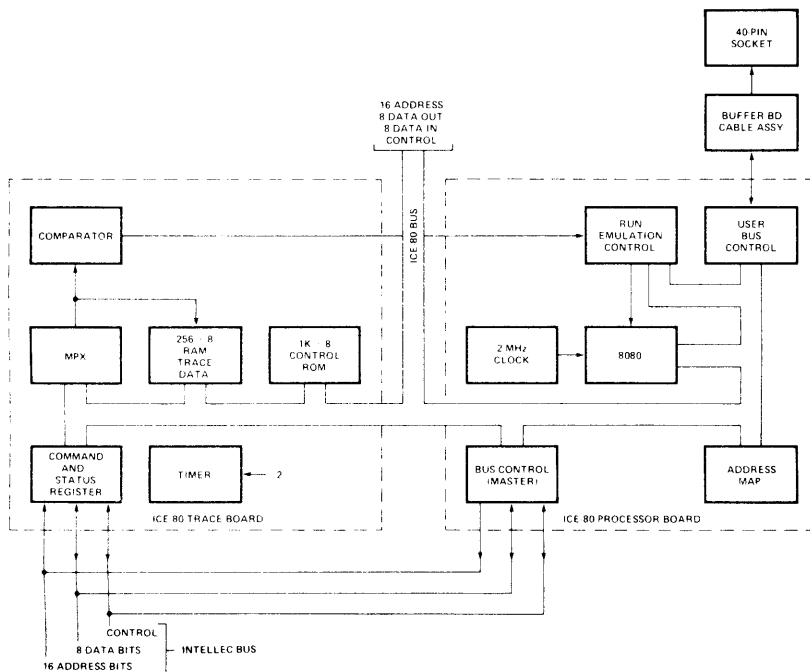 40-PIN
SOCKET
BUFFER BD
CABLE ASSY
16 ADDRESS
8 DATA OUT
8 DATA IN
CONTROL
ICE 80 BUS
COMPARATOR
RUN
EMULATION
CONTROL
USER
BUS
CONTROL
MPX
256 · 8
RAM
TRACE
DATA
1K · 8
CONTROL
ROM
2 MHz
CLOCK
8080
COMMAND
AND
STATUS
REGISTER
TIMER
2
BUS CONTROL
(MASTER)
ADDRESS
MAP
ICE 80 TRACE BOARD
ICE 80 PROCESSOR BOARD
CONTROL
8 DATA BITS
16 ADDRESS BITS
INTELLEC BUS